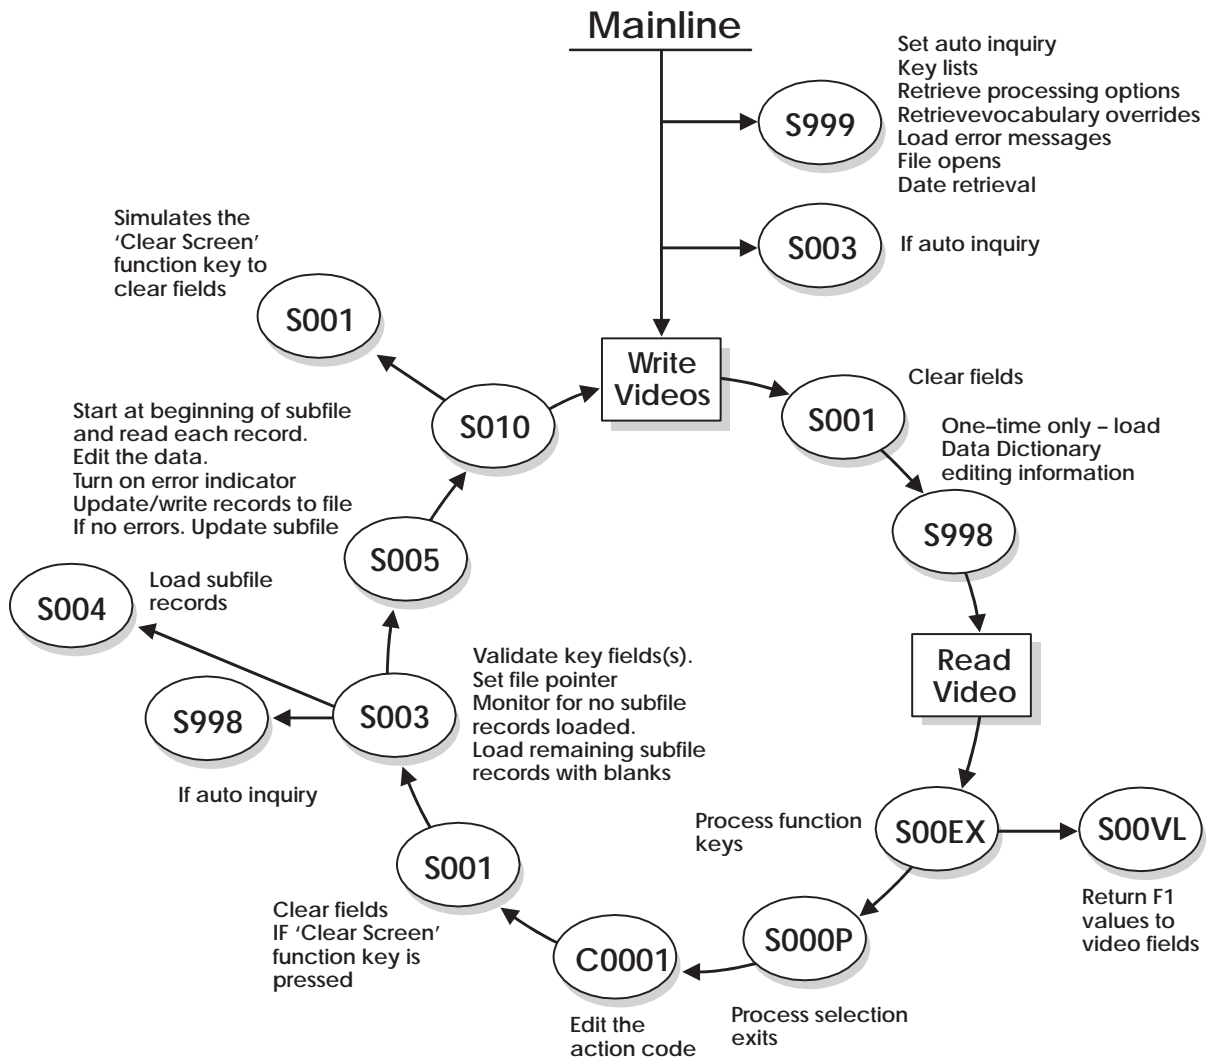 Mainline
Set auto inquiry
Key lists
Retrieve processing options
Retrievevocabulary overrides
Load error messages
File opens
Date retrieval
S999
S003
If auto inquiry
Simulates the
‘Clear Screen’
function key to
clear fields
S001
Write
Videos
Clear fields
S001
S010
Start at beginning of subfile
and read each record.
Edit the data.
Turn on error indicator
Update/write records to file
If no errors. Update subfile
One–time only – load
Data Dictionary
editing information
S998
S005
Load subfile
records
S004
Read
Video
Validate key fields(s).
Set file pointer
Monitor for no subfile
records loaded.
Load remaining subfile
records with blanks
S003
S998
If auto inquiry
Process function
keys
S00EX
S00VL
Return F1
values to
video fields
S001
Clear fields
IF ‘Clear Screen’
function key is
pressed
S000P
C0001
Process selection
exits
Edit the
action code